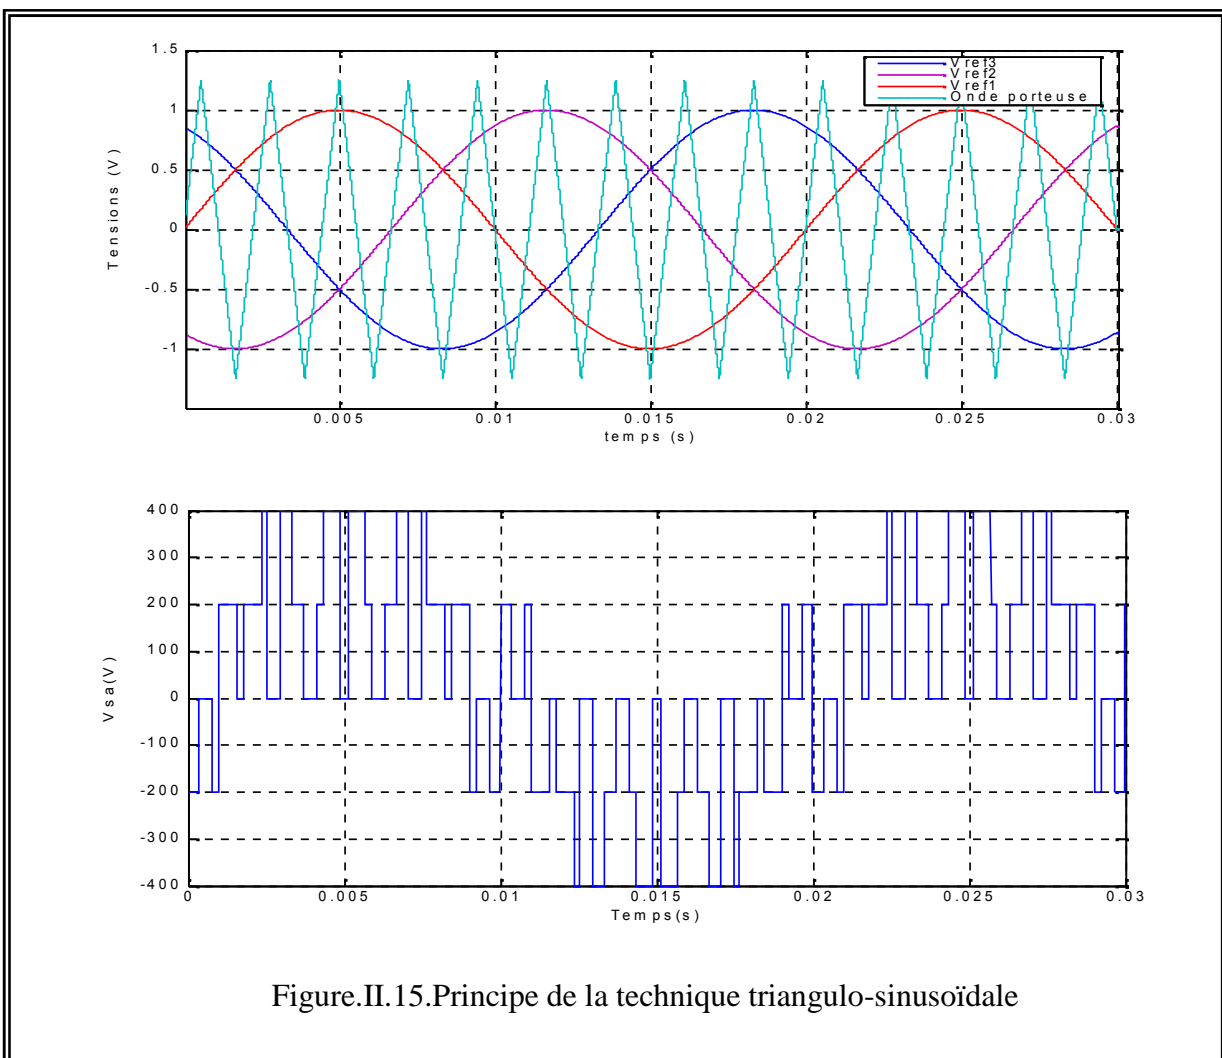 1.5
1
0.5
0
-0.5
-1
Tensions (V)
V ref3
V ref2
V ref1
Onde porteuse
0.005 0.01 0.015 0.02 0.025 0.03
temps (s)
400
300
200
100
0
-100
-200
-300
-400
Vsa(V)
0 0.005 0.01 0.015 0.02 0.025 0.03
Temps(s)
Figure.II.15.Principe de la technique triangulo-sinusoïdale